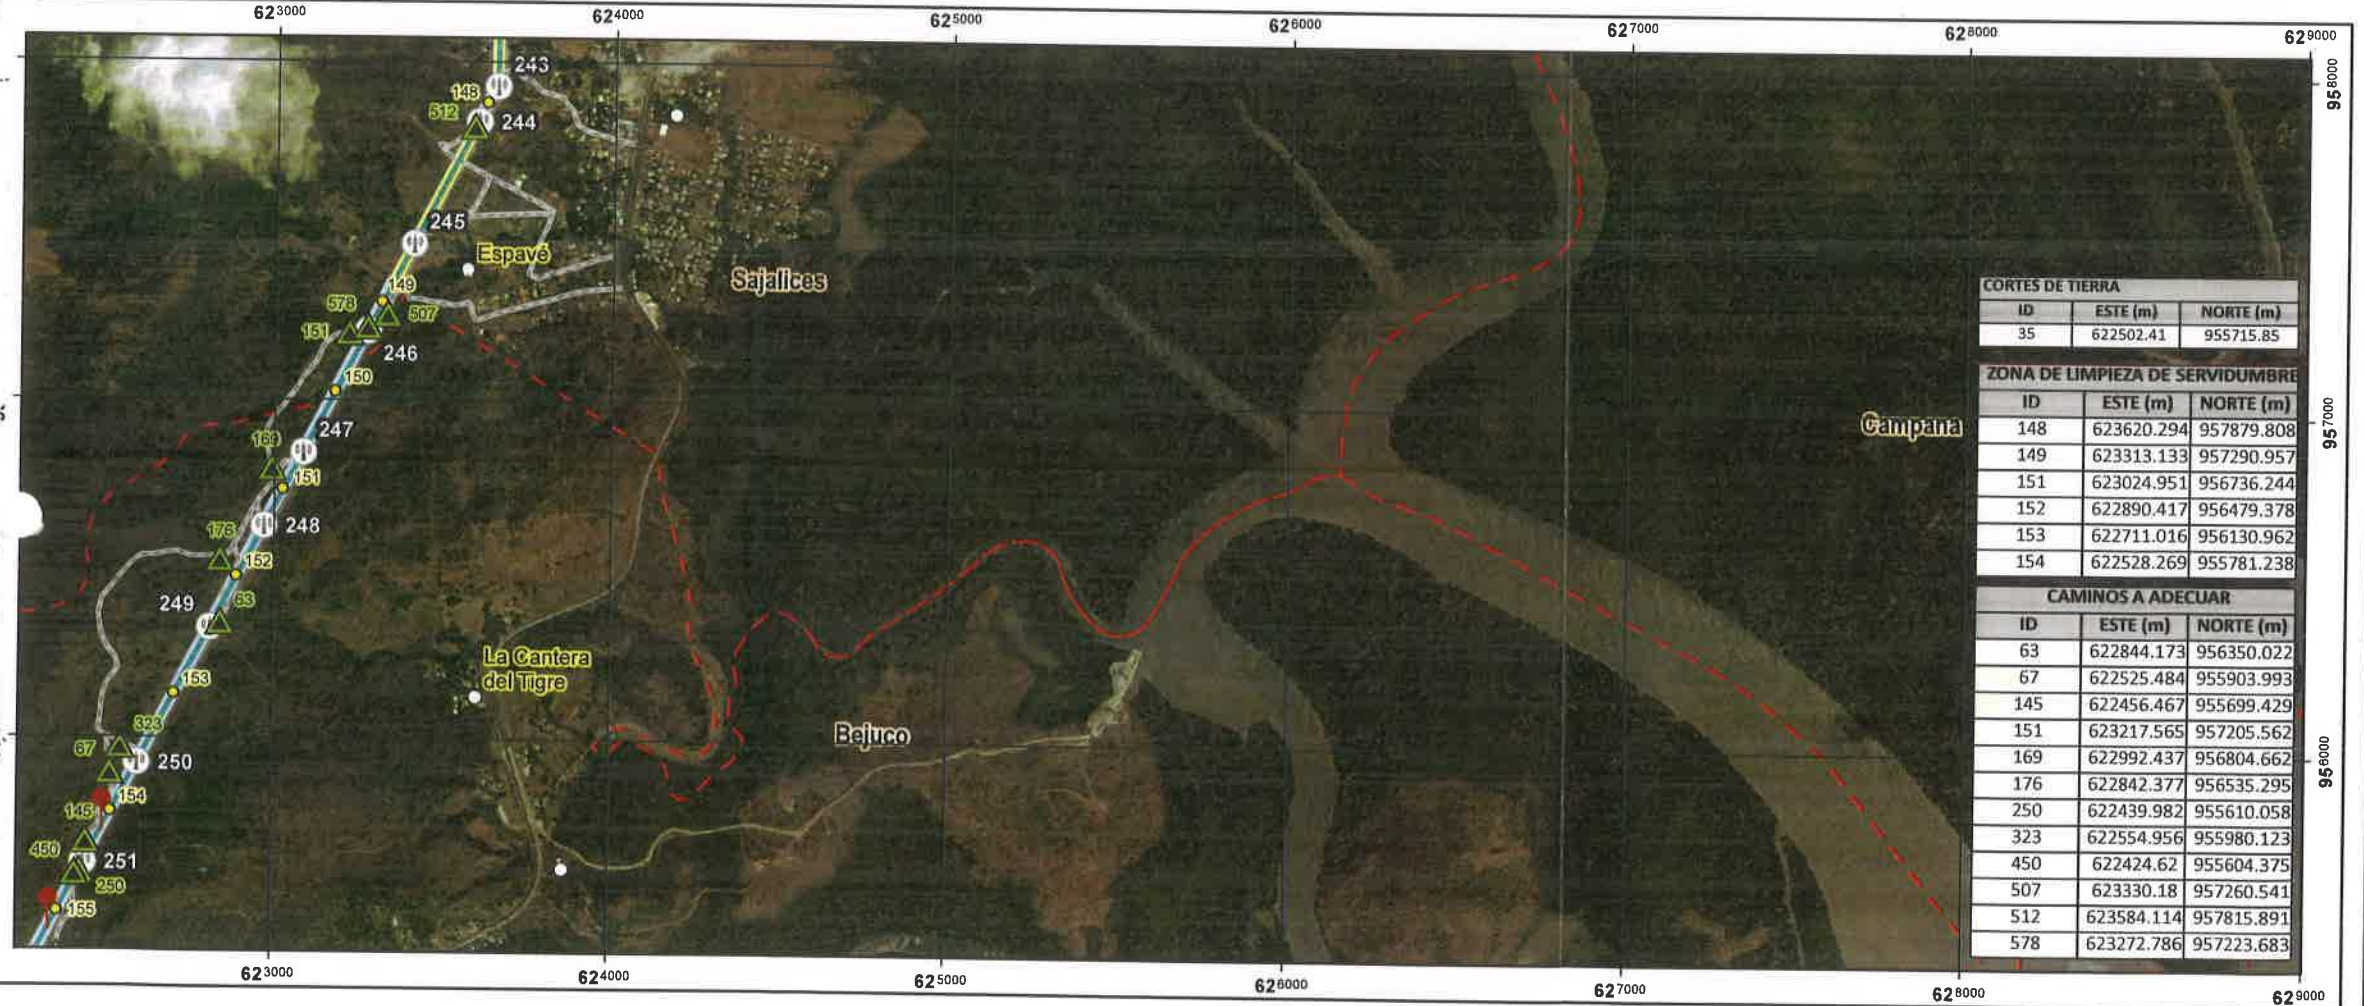 623000 624000 625000 626000 627000 628000 629000
243
148
512
244
958000
245
Espavé
149
Sajalices
578
507
151
246
150
957000
Campana
247
169
151
248
176
152
249
63
La Cantera
del Tigre
153
323
67
Bejuco
250
956000
154
145
450
251
250
155
CORTES DE TIERRA
ID ESTE (m) NORTE (m)
35 622502.41 955715.85
ZONA DE LIMPIEZA DE SERVIDUMBRE
ID ESTE (m) NORTE (m)
148 623620.294 957879.808
149 623313.133 957290.957
151 623024.951 956736.244
152 622890.417 956479.378
153 622711.016 956130.962
154 622528.269 955781.238
CAMINOS A ADECUAR
ID ESTE (m) NORTE (m)
63 622844.173 956350.022
67 622525.484 955903.993
145 622456.467 955699.429
151 623217.565 957205.562
169 622992.437 956804.662
176 622842.377 956535.295
250 622439.982 955610.058
323 622554.956 955980.123
450 622424.62 955604.375
507 623330.18 957260.541
512 623584.114 957815.891
578 623272.786 957223.683
623000 624000 625000 626000 627000 628000 629000